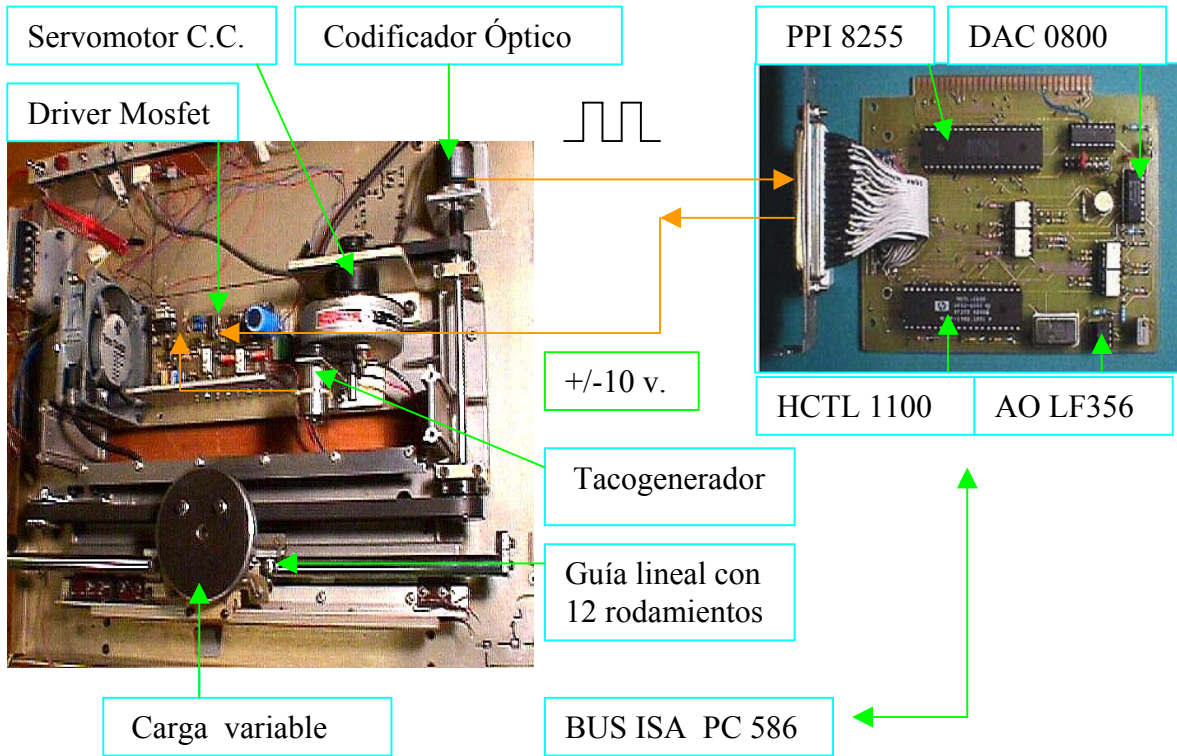 Servomotor C.C.
Codificador Óptico
PPI 8255
DAC 0800
Driver Mosfet
+/-10 v.
HCTL 1100
AO LF356
Tacogenerador
Guía lineal con
12 rodamientos
Carga variable
BUS ISA PC 586